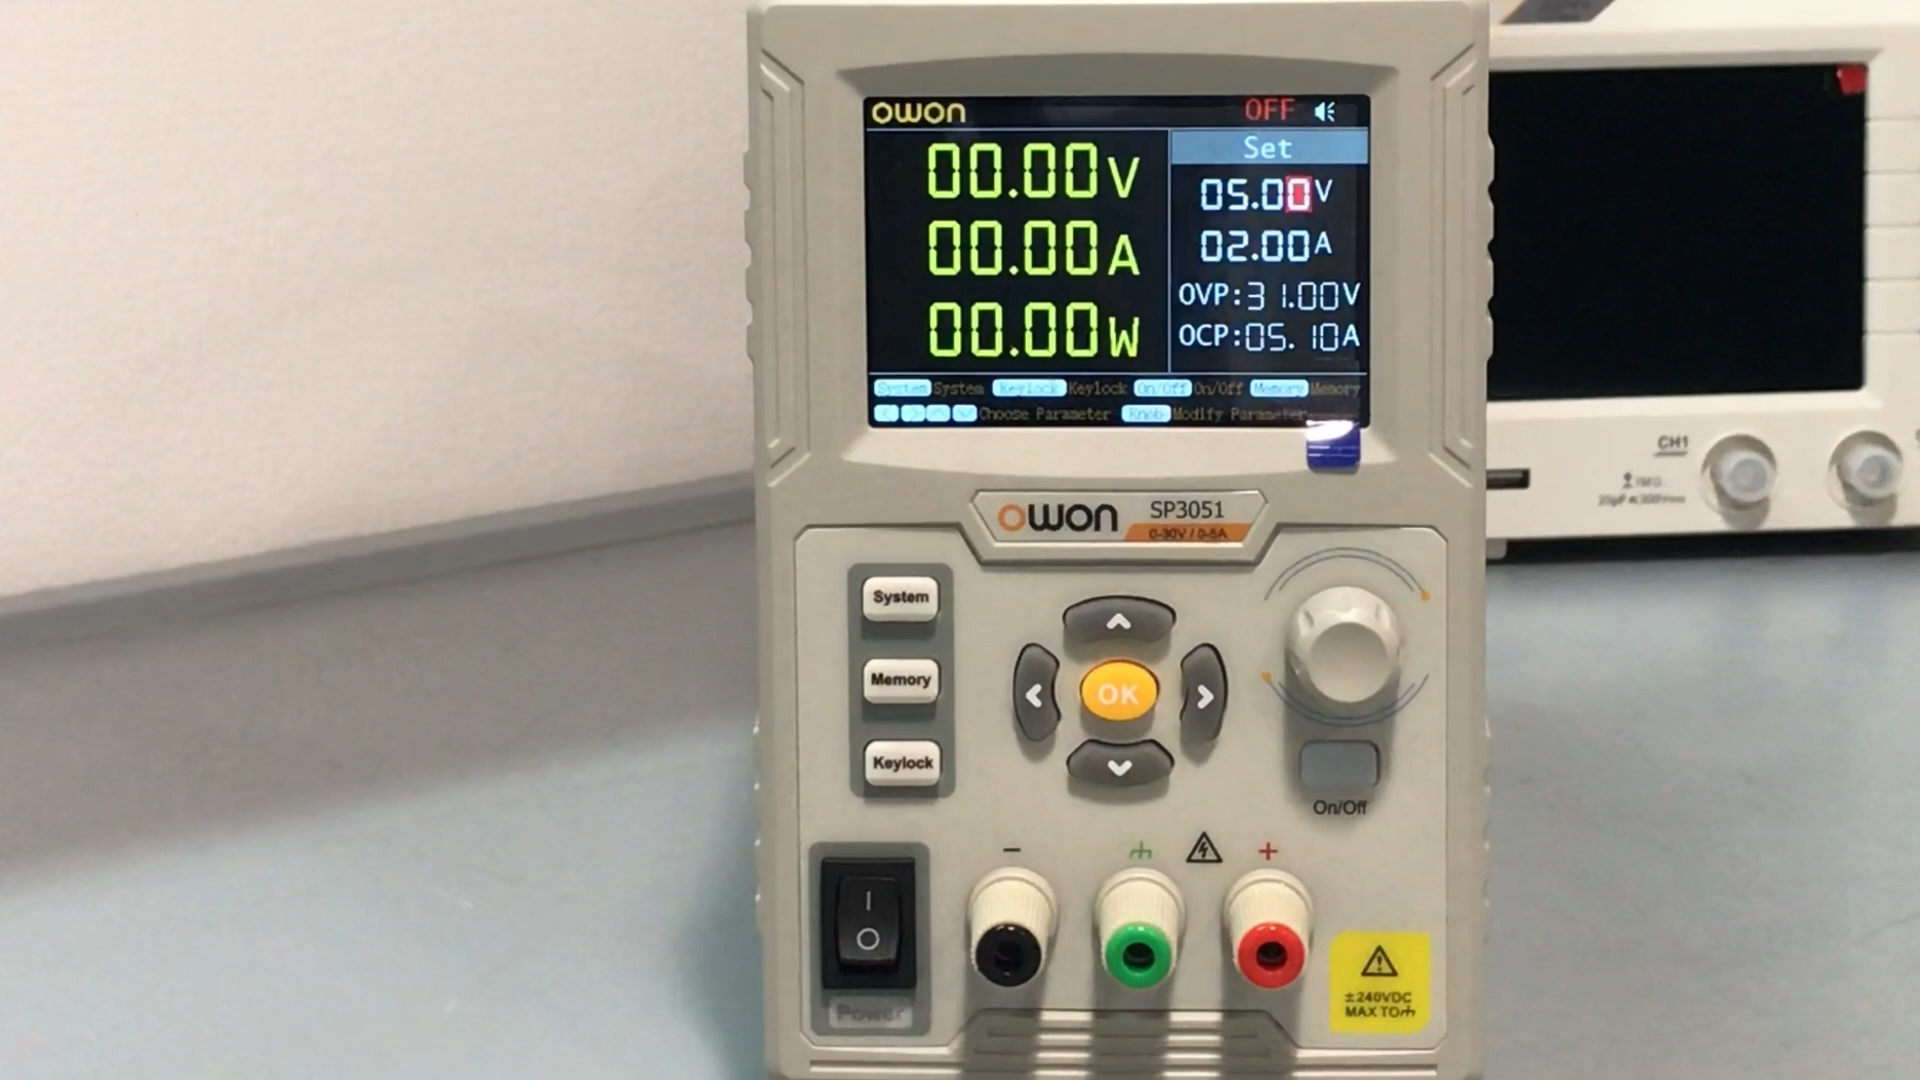 OWON OFF
00.00V
00.00A
00.00W
Set
05.00V
02.00A
OVP:31.00V
OCP:05.10A
System System Keylock Keylock On/Off On/Off Memory Memory
Choose Parameter Knob Modify Parameter
OWON SP3051
0-30V / 0-5A
System
Memory
Keylock
OK
On/Off
Power
±240VDC
MAX TO
CH1